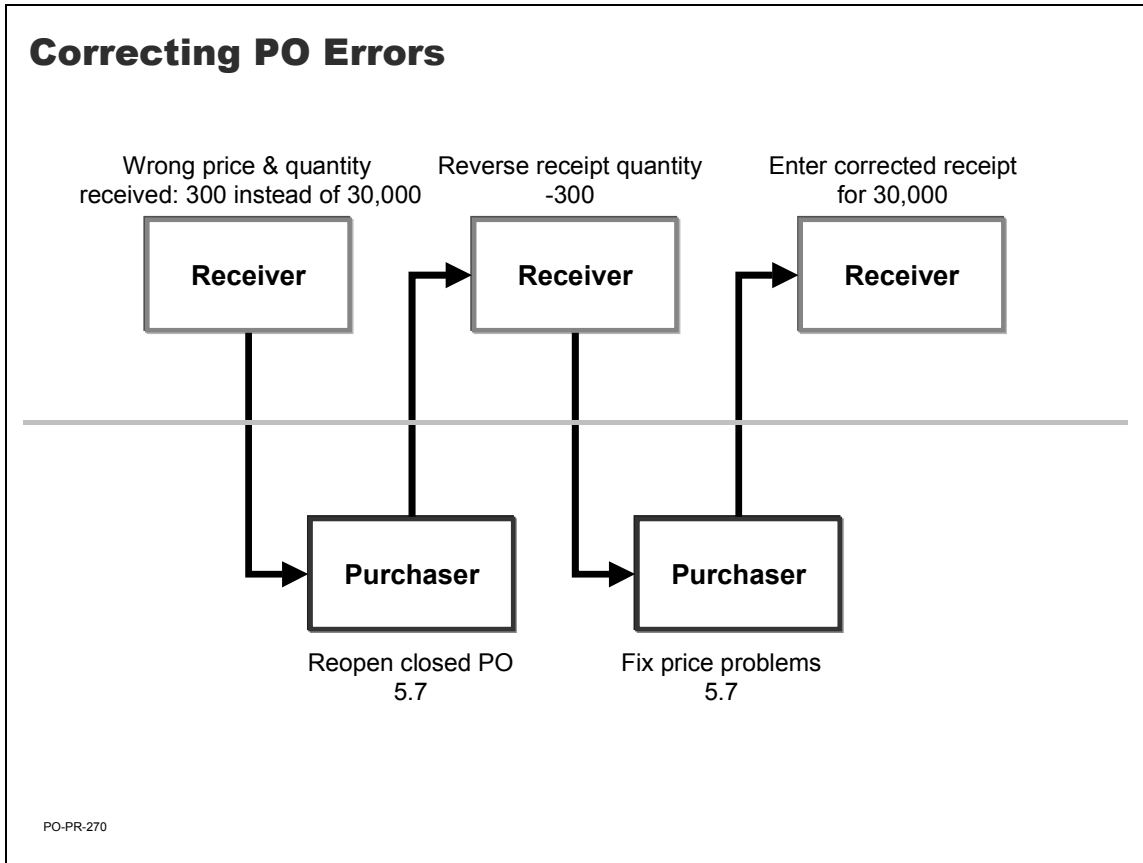 Correcting PO Errors
Wrong price & quantity
received: 300 instead of 30,000
Receiver
Reverse receipt quantity
-300
Receiver
Enter corrected receipt
for 30,000
Receiver
Purchaser
Reopen closed PO
5.7
Purchaser
Fix price problems
5.7
PO-PR-270